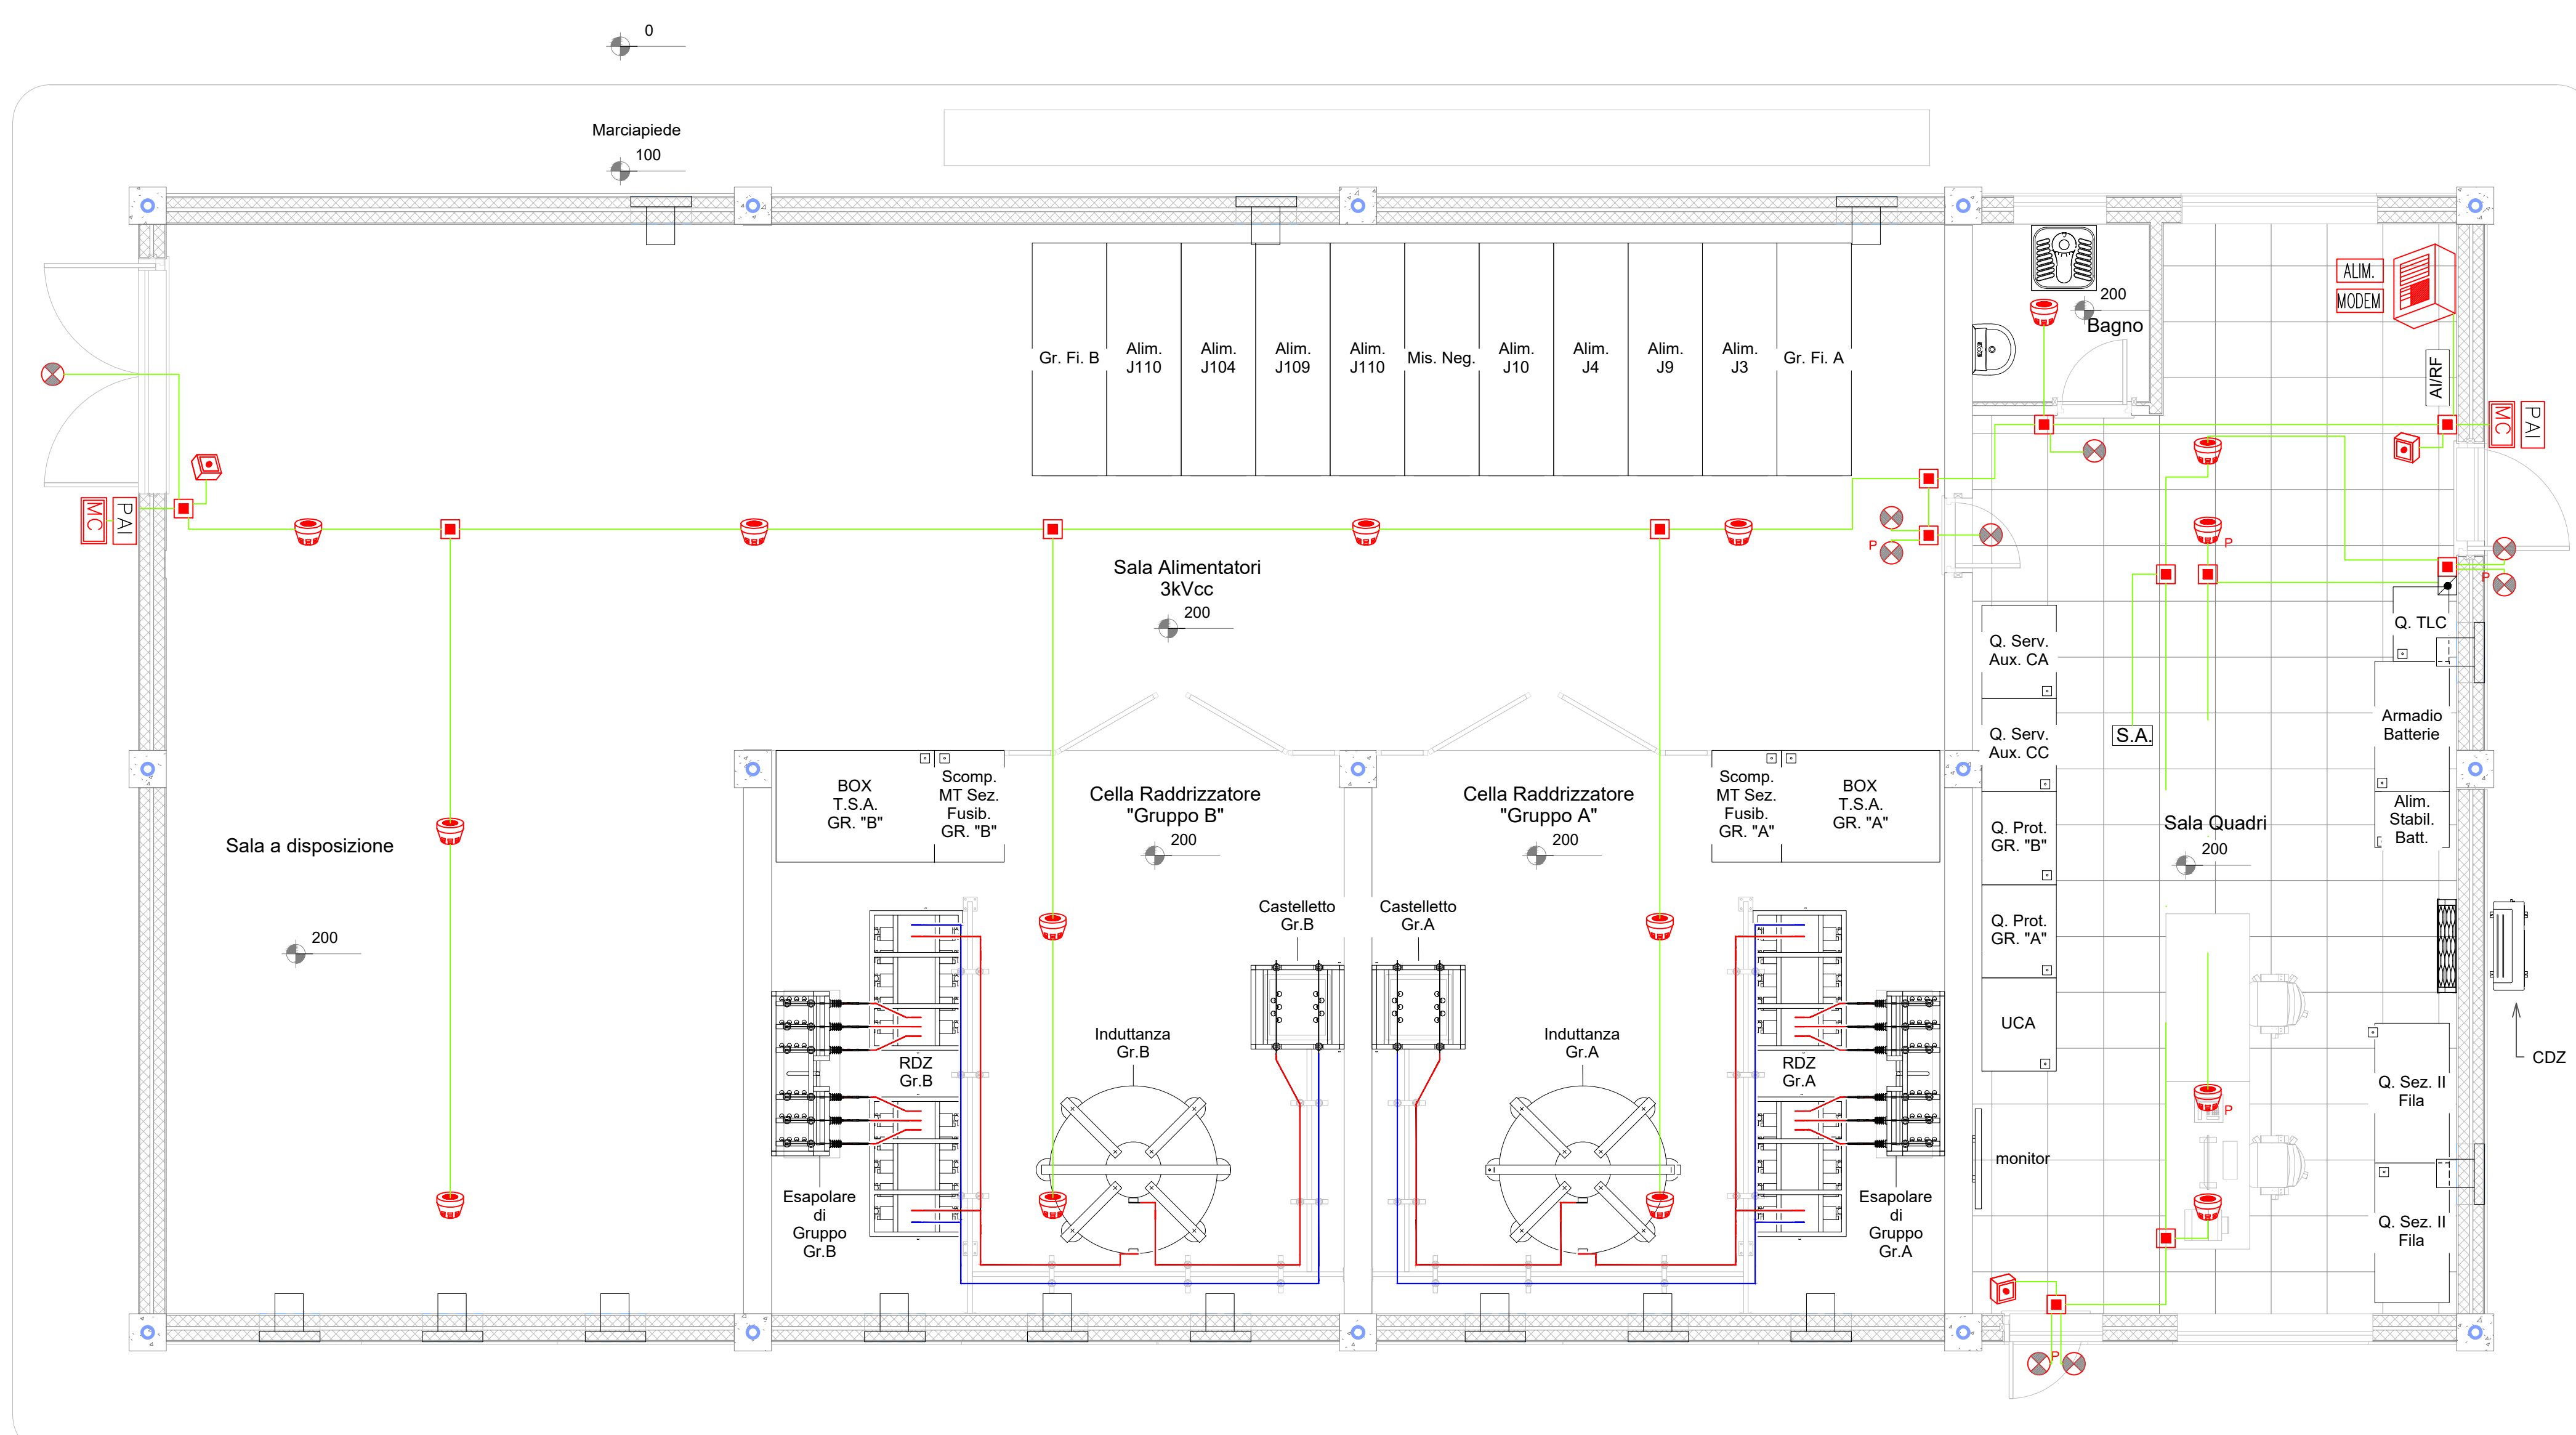 0
Marciapiede
100
Gr. Fi. B
Alim.
J110
Alim.
J104
Alim.
J109
Alim.
J110
Mis. Neg.
Alim.
J10
Alim.
J4
Alim.
J9
Alim.
J3
Gr. Fi. A
200
Bagno
ALIM.
MODEM
AI/RF
MC
PAI
MC
PAI
P
P
P
Sala Alimentatori
3kVcc
200
Q. Serv.
Aux. CA
Q. Serv.
Aux. CC
Q. Prot.
GR. "B"
Q. Prot.
GR. "A"
UCA
monitor
S.A.
Q. TLC
Armadio
Batterie
Alim.
Stabil.
Batt.
Sala Quadri
200
BOX
T.S.A.
GR. "B"
Scomp.
MT Sez.
Fusib.
GR. "B"
Cella Raddrizzatore
"Gruppo B"
200
Cella Raddrizzatore
"Gruppo A"
200
Scomp.
MT Sez.
Fusib.
GR. "A"
BOX
T.S.A.
GR. "A"
Sala a disposizione
200
Castelletto
Gr.B
Castelletto
Gr.A
Induttanza
Gr.B
Induttanza
Gr.A
RDZ
Gr.B
RDZ
Gr.A
Esapolare
di
Gruppo
Gr.B
Esapolare
di
Gruppo
Gr.A
CDZ
Q. Sez. II
Fila
Q. Sez. II
Fila
P
P